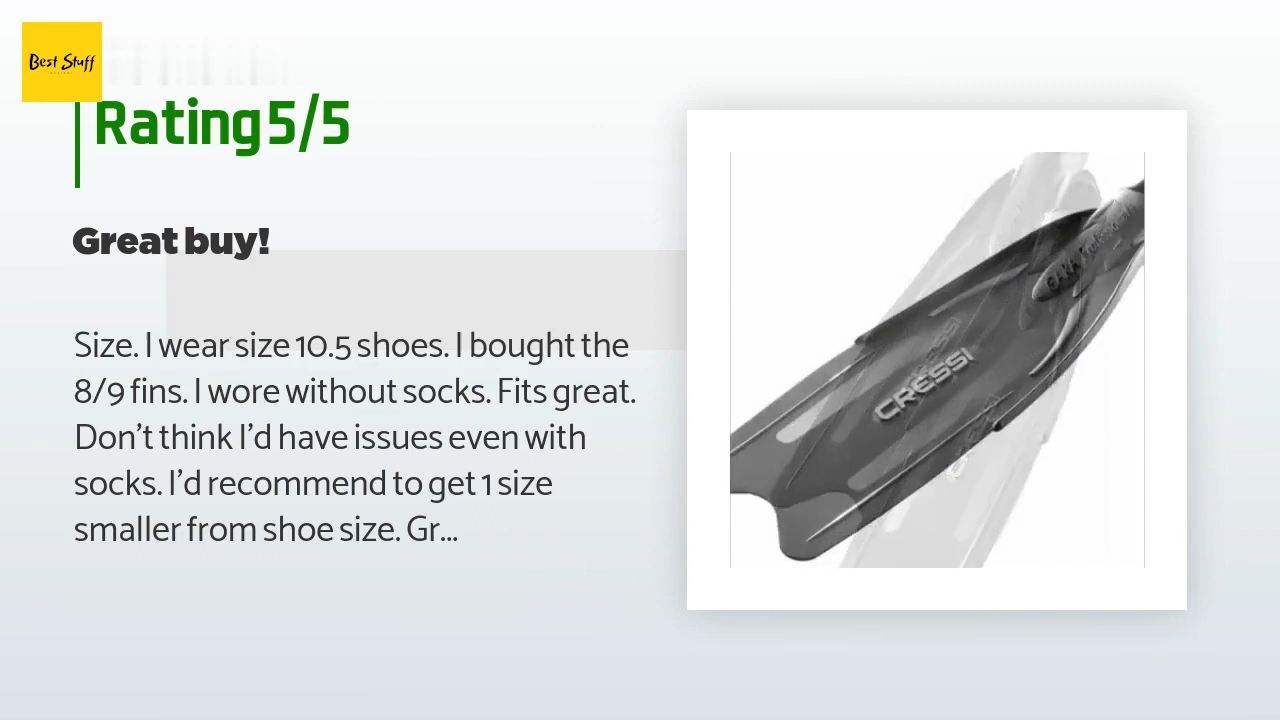 Best Stuff
Rating 5/5
Great buy!
Size. I wear size 10.5 shoes. I bought the
8/9 fins. I wore without socks. Fits great.
Don't think I'd have issues even with
socks. I'd recommend to get 1 size
smaller from shoe size. Gr...
GARA
CRESSI